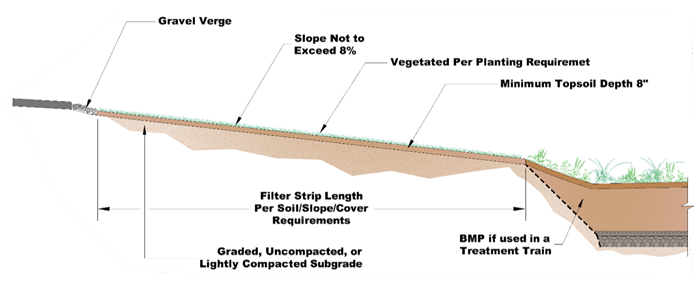 Gravel Verge
Slope Not to
Exceed 8%
Vegetated Per Planting Requiremet
Minimum Topsoil Depth 8"
Filter Strip Length
Per Soil/Slope/Cover
Requirements
Graded, Uncompacted, or
Lightly Compacted Subgrade
BMP if used in a
Treatment Train